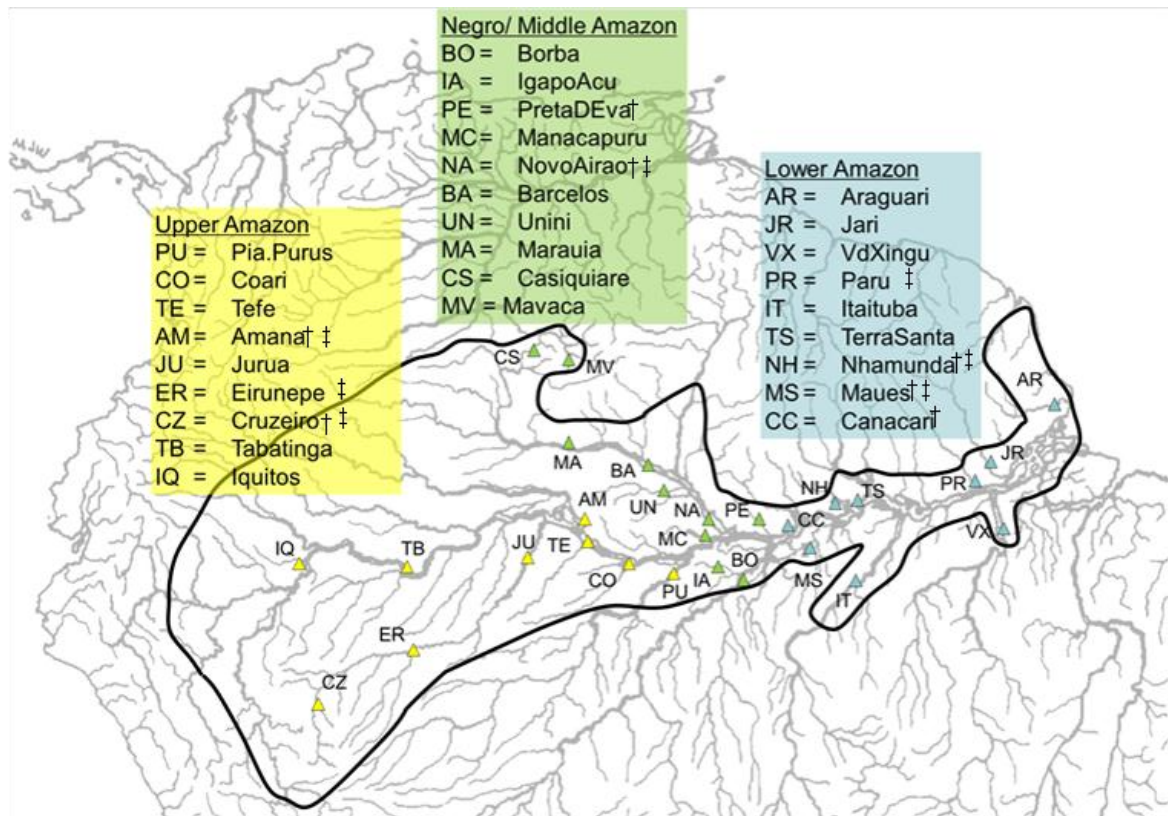 Negro/ Middle Amazon
BO = Borba
IA = IgapoAcu
PE = PretaDEva†
MC = Manacapuru
NA = NovoAirao†‡
BA = Barcelos
UN = Unini
MA = Marauia
CS = Casiquiare
MV = Mavaca
Lower Amazon
AR = Araguari
JR = Jari
VX = VdXingu
PR = Paru ‡
IT = Itaituba
TS = TerraSanta
NH = Nhamunda†‡
MS = Maues†‡
CC = Canacari†
Upper Amazon
PU = Pia.Purus
CO = Coari
TE = Tefe
AM = Amana† ‡
JU = Jurua
ER = Eirunepe ‡
CZ = Cruzeiro† ‡
TB = Tabatinga
IQ = Iquitos
MJW
CS
MV
AR
MA
BA
JR
PR
AM
UN
NA
PE
NH
TS
CC
VX
IQ
TB
JU
TE
MC
CO
PU
IA
BO
MS
IT
ER
CZ